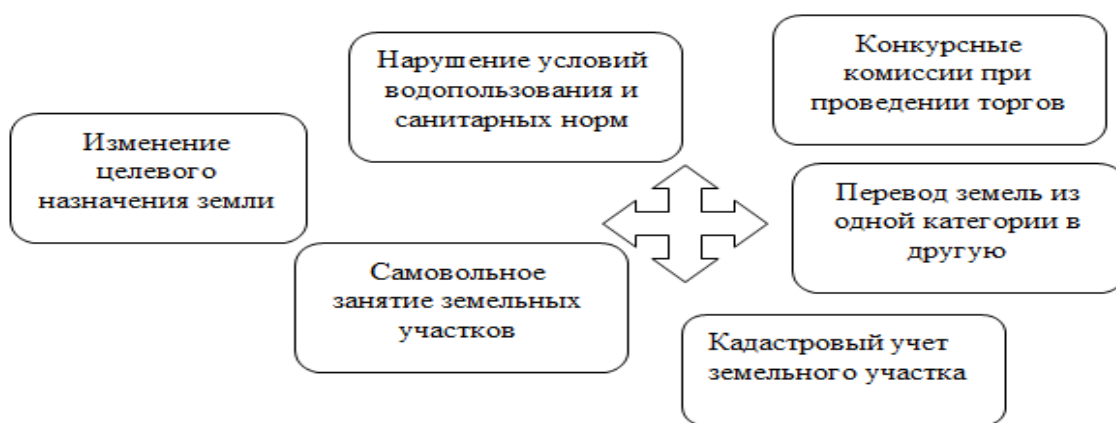 Нарушение условий
водопользования и
санитарных норм
Конкурсные
комиссии при
проведении торгов
Изменение
целевого
назначения земли
Перевод земель из
одной категории в
другую
Самовольное
занятие земельных
участков
Кадастровый учет
земельного участка